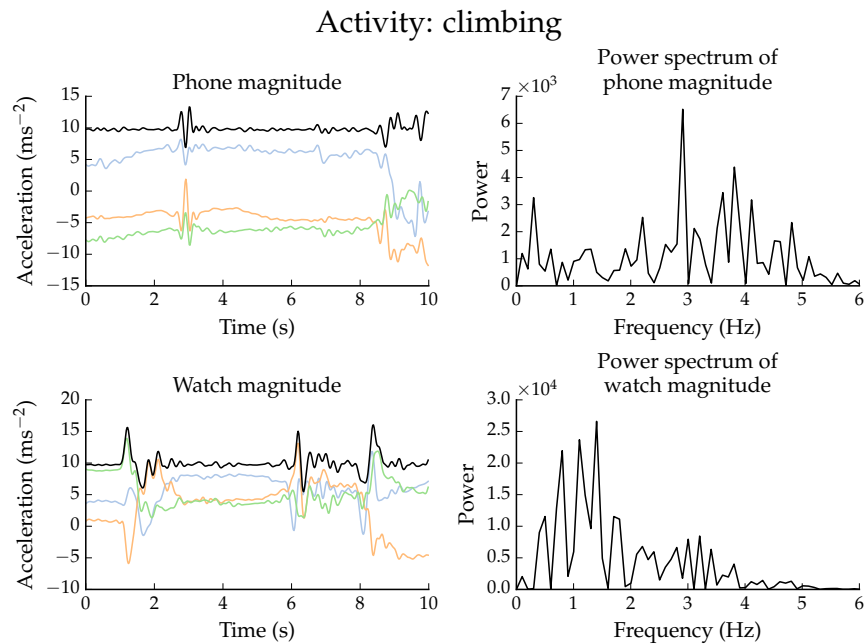 Activity: climbing
Phone magnitude
Acceleration (ms⁻²)
15
10
5
0
−5
−10
−15
0 2 4 6 8 10
Time (s)
Power spectrum of
phone magnitude
×10³
Power
7
6
5
4
3
2
1
0
0 1 2 3 4 5 6
Frequency (Hz)
Watch magnitude
Acceleration (ms⁻²)
20
15
10
5
0
−5
−10
0 2 4 6 8 10
Time (s)
Power spectrum of
watch magnitude
×10⁴
Power
3.0
2.5
2.0
1.5
1.0
0.5
0.0
0 1 2 3 4 5 6
Frequency (Hz)